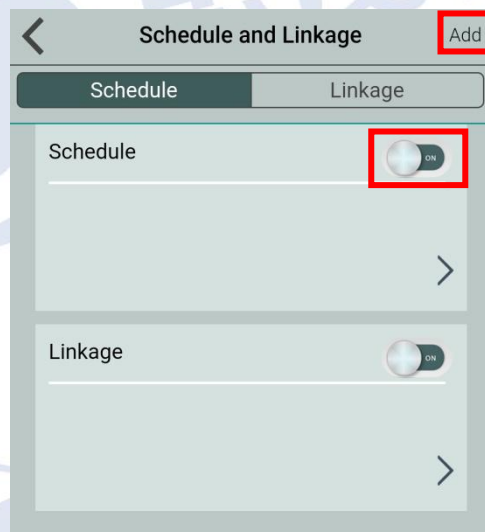 Schedule and Linkage Add
Schedule Linkage
Schedule
ON
Linkage
ON